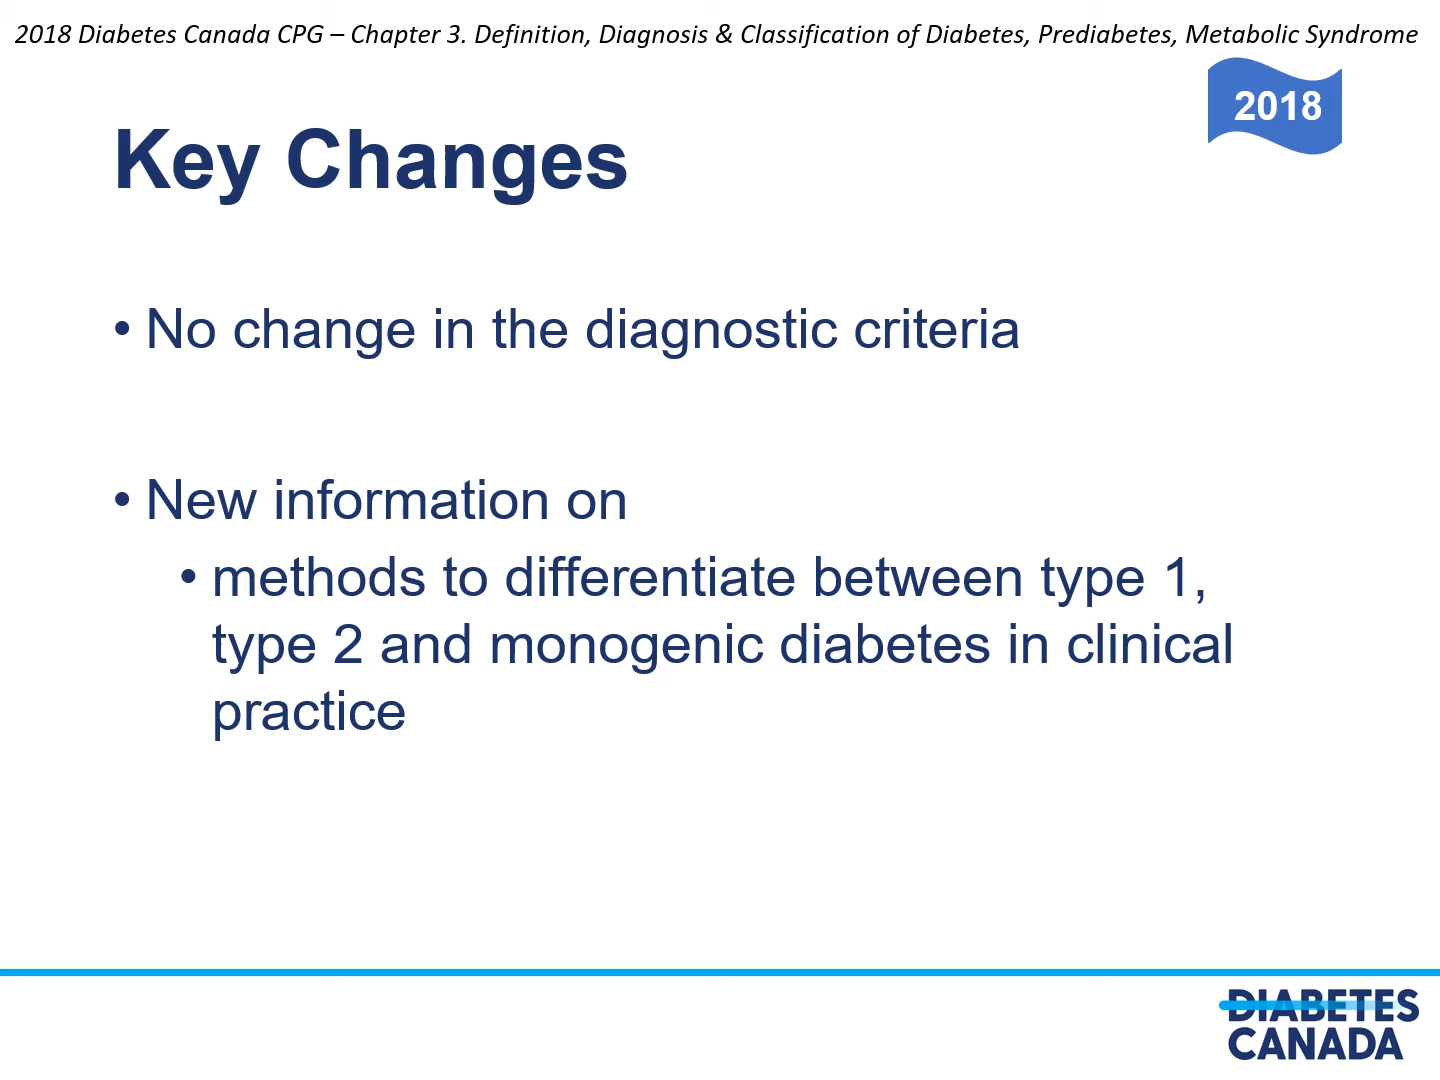 2018 Diabetes Canada CPG – Chapter 3. Definition, Diagnosis & Classification of Diabetes, Prediabetes, Metabolic Syndrome
2018
Key Changes
• No change in the diagnostic criteria
• New information on
• methods to differentiate between type 1,
type 2 and monogenic diabetes in clinical
practice
DIABETES
CANADA